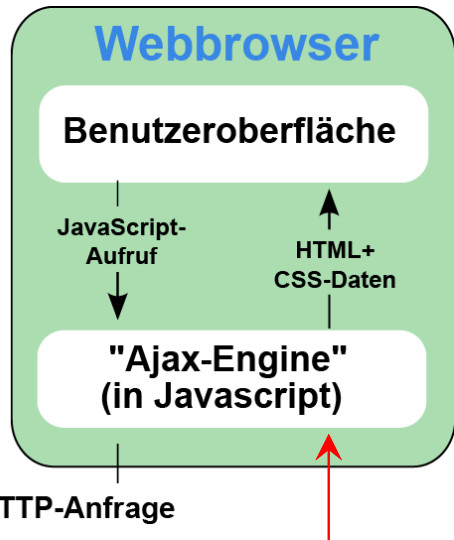 Webbrowser
Benutzeroberfläche
JavaScript-
Aufruf
HTML+
CSS-Daten
"Ajax-Engine"
(in Javascript)
TTP-Anfrage